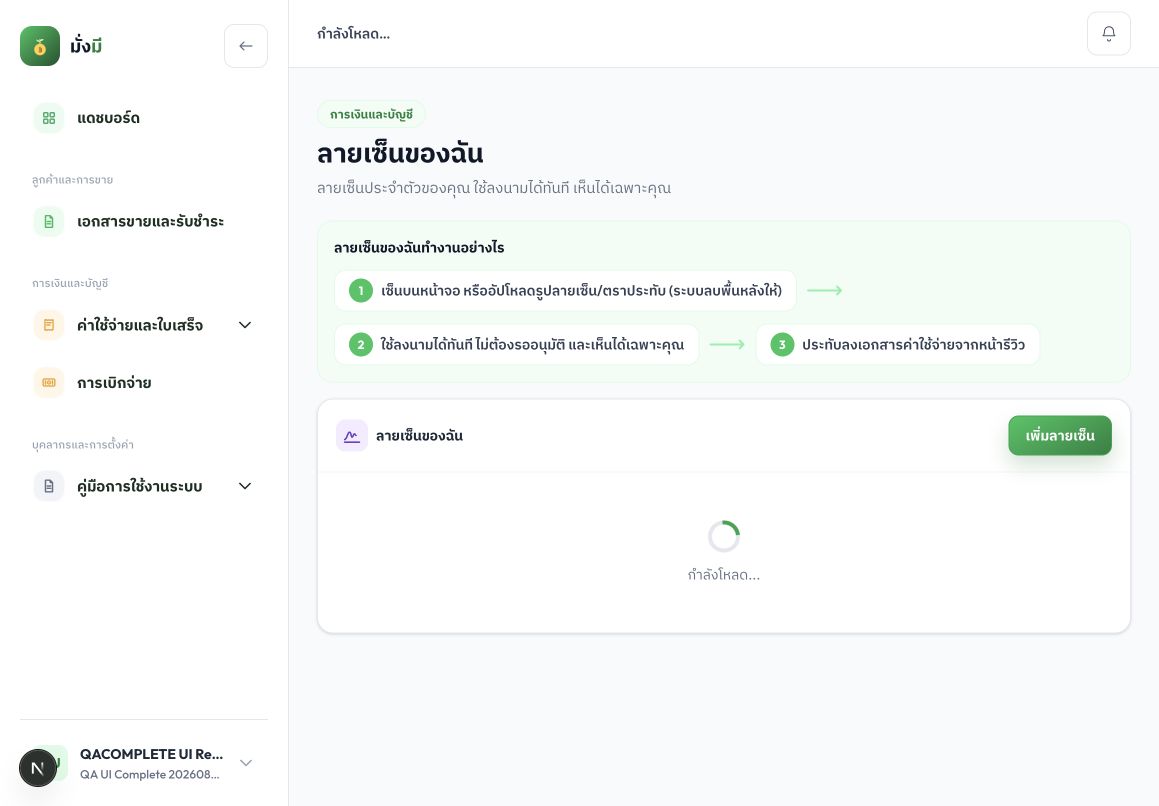 มั่งมี
แดชบอร์ด
ลูกค้าและการขาย
เอกสารขายและรับชำระ
การเงินและบัญชี
ค่าใช้จ่ายและใบเสร็จ
การเบิกจ่าย
บุคลากรและการตั้งค่า
คู่มือการใช้งานระบบ
N
QACOMPLETE UI Re...
QA UI Complete 202608...
กำลังโหลด...
การเงินและบัญชี
ลายเซ็นของฉัน
ลายเซ็นประจำตัวของคุณ ใช้ลงนามได้ทันที เห็นได้เฉพาะคุณ
ลายเซ็นของฉันทำงานอย่างไร
1 เซ็นบนหน้าจอ หรืออัปโหลดรูปลายเซ็น/ตราประทับ (ระบบลบพื้นหลังให้)
2 ใช้ลงนามได้ทันที ไม่ต้องรออนุมัติ และเห็นได้เฉพาะคุณ
3 ประทับลงเอกสารค่าใช้จ่ายจากหน้ารีวิว
ลายเซ็นของฉัน
เพิ่มลายเซ็น
กำลังโหลด...